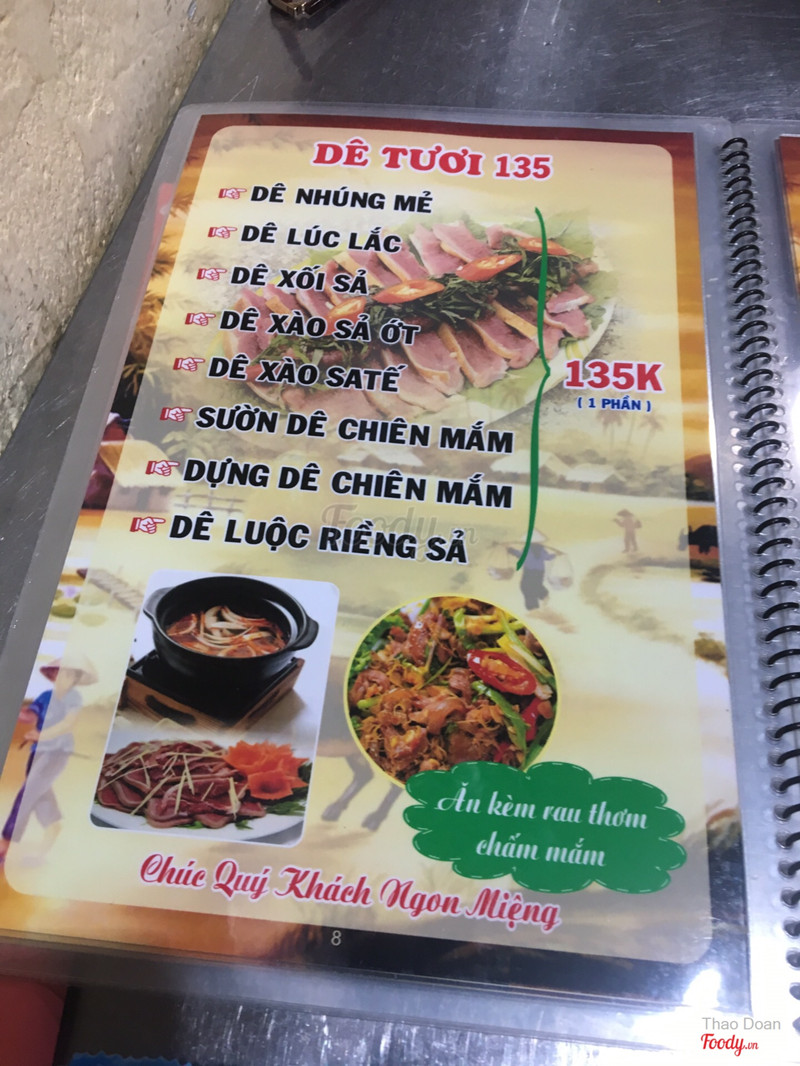 DÊ TƯƠI 135
DÊ NHÚNG MẺ
DÊ LÚC LẮC
DÊ XỐI SẢ
DÊ XÀO SẢ ỚT
DÊ XÀO SATẾ
SƯỜN DÊ CHIÊN MẮM
DỰNG DÊ CHIÊN MẮM
DÊ LUỘC RIỀNG SẢ
135K
( 1 PHẦN )
Foody.vn
Ăn kèm rau thơm
chấm mắm
Chúc Quý Khách Ngon Miệng
8
Thao Doan
Foody.vn